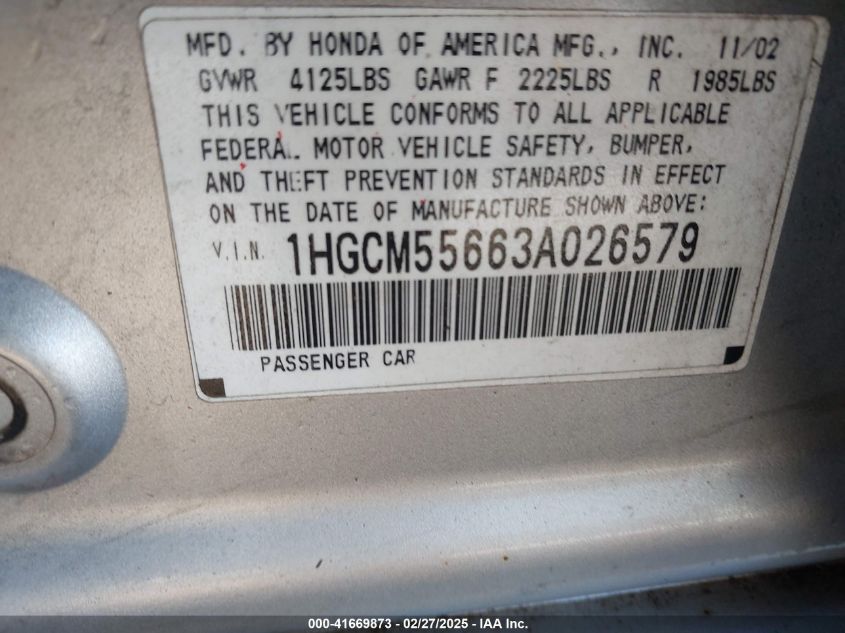 MFD. BY HONDA OF AMERICA MFG., INC. 11/02
GVWR 4125LBS GAWR F 2225LBS R 1985LBS
THIS VEHICLE CONFORMS TO ALL APPLICABLE
FEDERAL MOTOR VEHICLE SAFETY, BUMPER,
AND THEFT PREVENTION STANDARDS IN EFFECT
ON THE DATE OF MANUFACTURE SHOWN ABOVE:
V.I.N. 1HGCM55663A026579
PASSENGER CAR
000-41669873 / 02/27/2025 - IAA Inc.